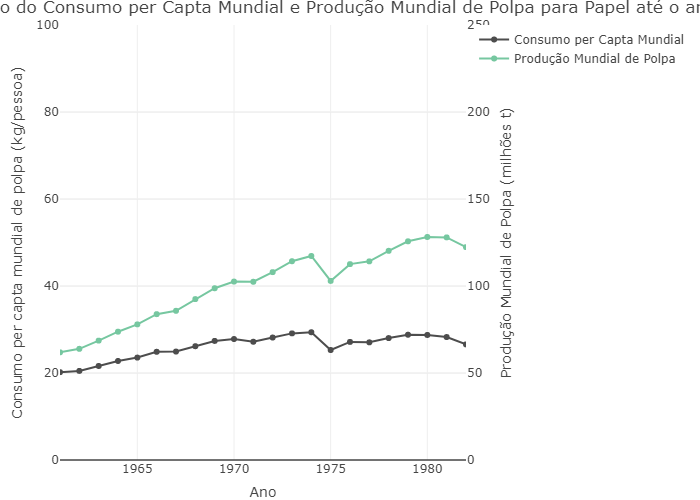 o do Consumo per Capta Mundial e Produção Mundial de Polpa para Papel até o
Consumo per Capta Mundial
Produção Mundial de Polpa
Consumo per capta mundial de polpa (kg/pessoa)
100
80
60
40
20
0
250
200
150
100
50
0
Produção Mundial de Polpa (milhões t)
1965
1970
1975
1980
Ano